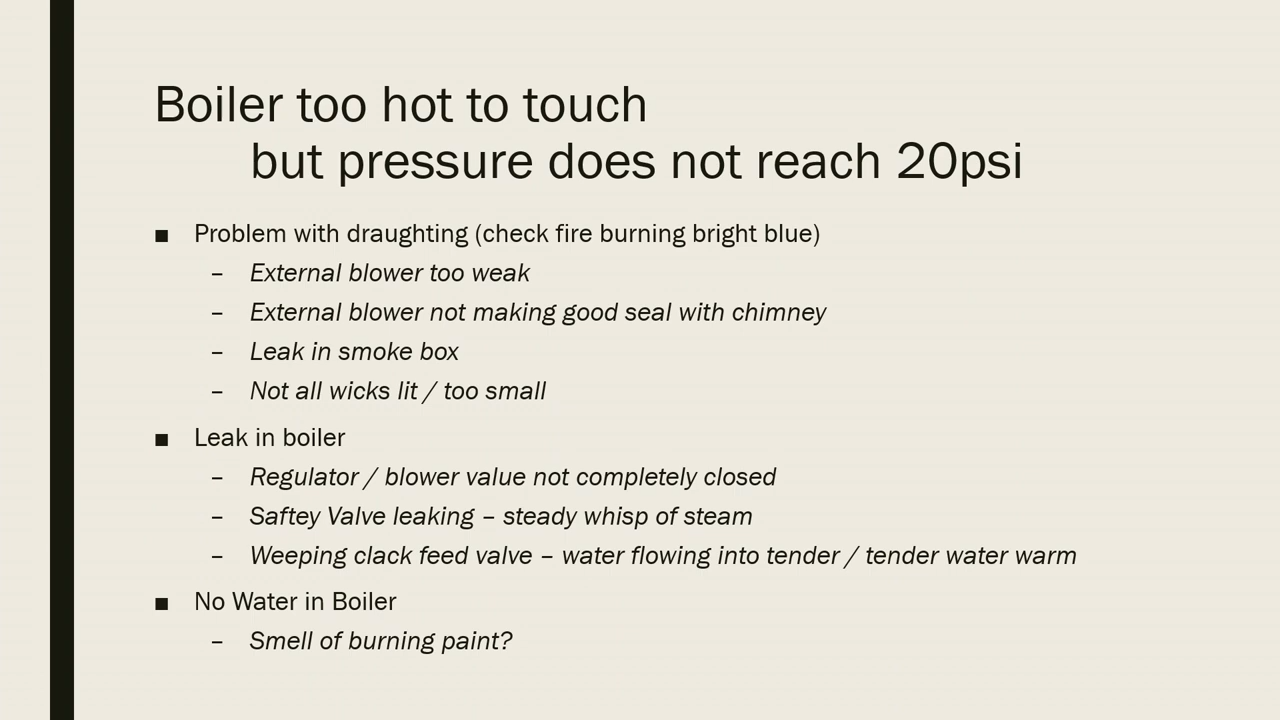 Boiler too hot to touch
but pressure does not reach 20psi
■ Problem with draughting (check fire burning bright blue)
– External blower too weak
– External blower not making good seal with chimney
– Leak in smoke box
– Not all wicks lit / too small
■ Leak in boiler
– Regulator / blower value not completely closed
– Saftey Valve leaking – steady whisp of steam
– Weeping clack feed valve – water flowing into tender / tender water warm
■ No Water in Boiler
– Smell of burning paint?